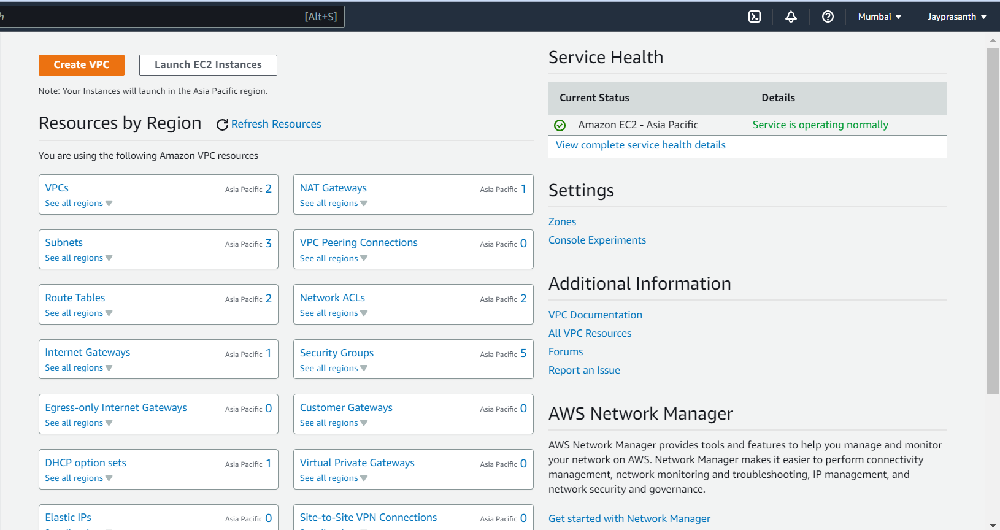 [Alt+S]
Mumbai
Jayprasanth
Create VPC
Launch EC2 Instances
Note: Your Instances will launch in the Asia Pacific region.
Resources by Region
Refresh Resources
You are using the following Amazon VPC resources
VPCs
Asia Pacific 2
See all regions
NAT Gateways
Asia Pacific 1
See all regions
Subnets
Asia Pacific 3
See all regions
VPC Peering Connections
Asia Pacific 0
See all regions
Route Tables
Asia Pacific 2
See all regions
Network ACLs
Asia Pacific 2
See all regions
Internet Gateways
Asia Pacific 1
See all regions
Security Groups
Asia Pacific 5
See all regions
Egress-only Internet Gateways
Asia Pacific 0
See all regions
Customer Gateways
Asia Pacific 0
See all regions
DHCP option sets
Asia Pacific 1
See all regions
Virtual Private Gateways
Asia Pacific 0
See all regions
Elastic IPs
Asia Pacific 0
Site-to-Site VPN Connections
Asia Pacific 0
Service Health
Current Status
Details
Amazon EC2 - Asia Pacific
Service is operating normally
View complete service health details
Settings
Zones
Console Experiments
Additional Information
VPC Documentation
All VPC Resources
Forums
Report an Issue
AWS Network Manager
AWS Network Manager provides tools and features to help you manage and monitor
your network on AWS. Network Manager makes it easier to perform connectivity
management, network monitoring and troubleshooting, IP management, and
network security and governance.
Get started with Network Manager